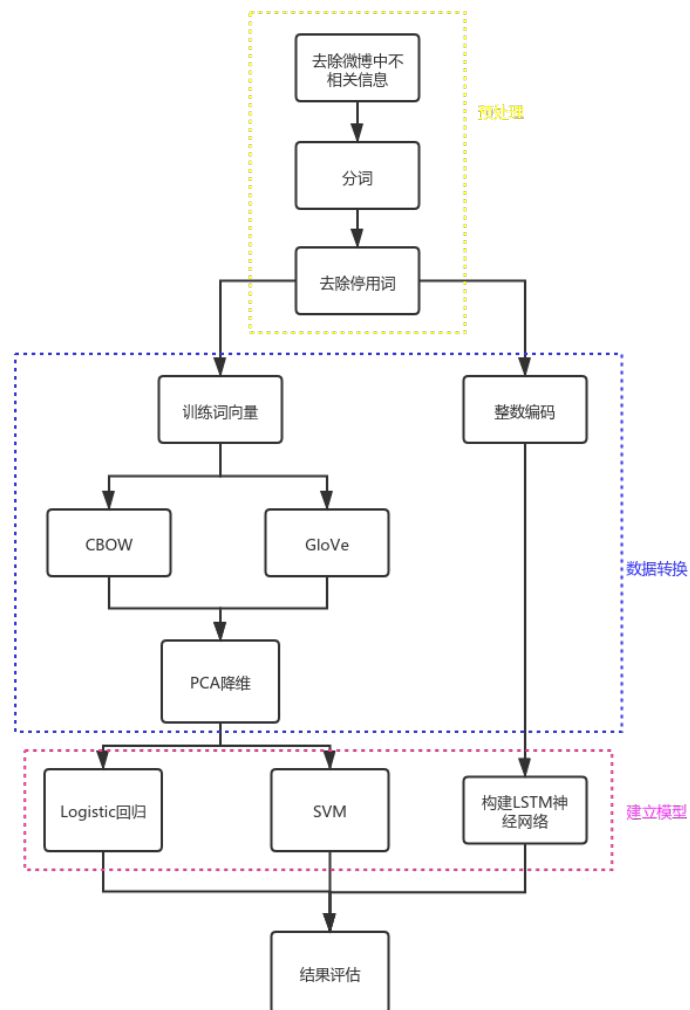 去除微博中不
相关信息
预处理
分词
去除停用词
训练词向量
整数编码
CBOW
GloVe
数据转换
PCA降维
Logistic回归
SVM
构建LSTM神
经网络
建立模型
结果评估